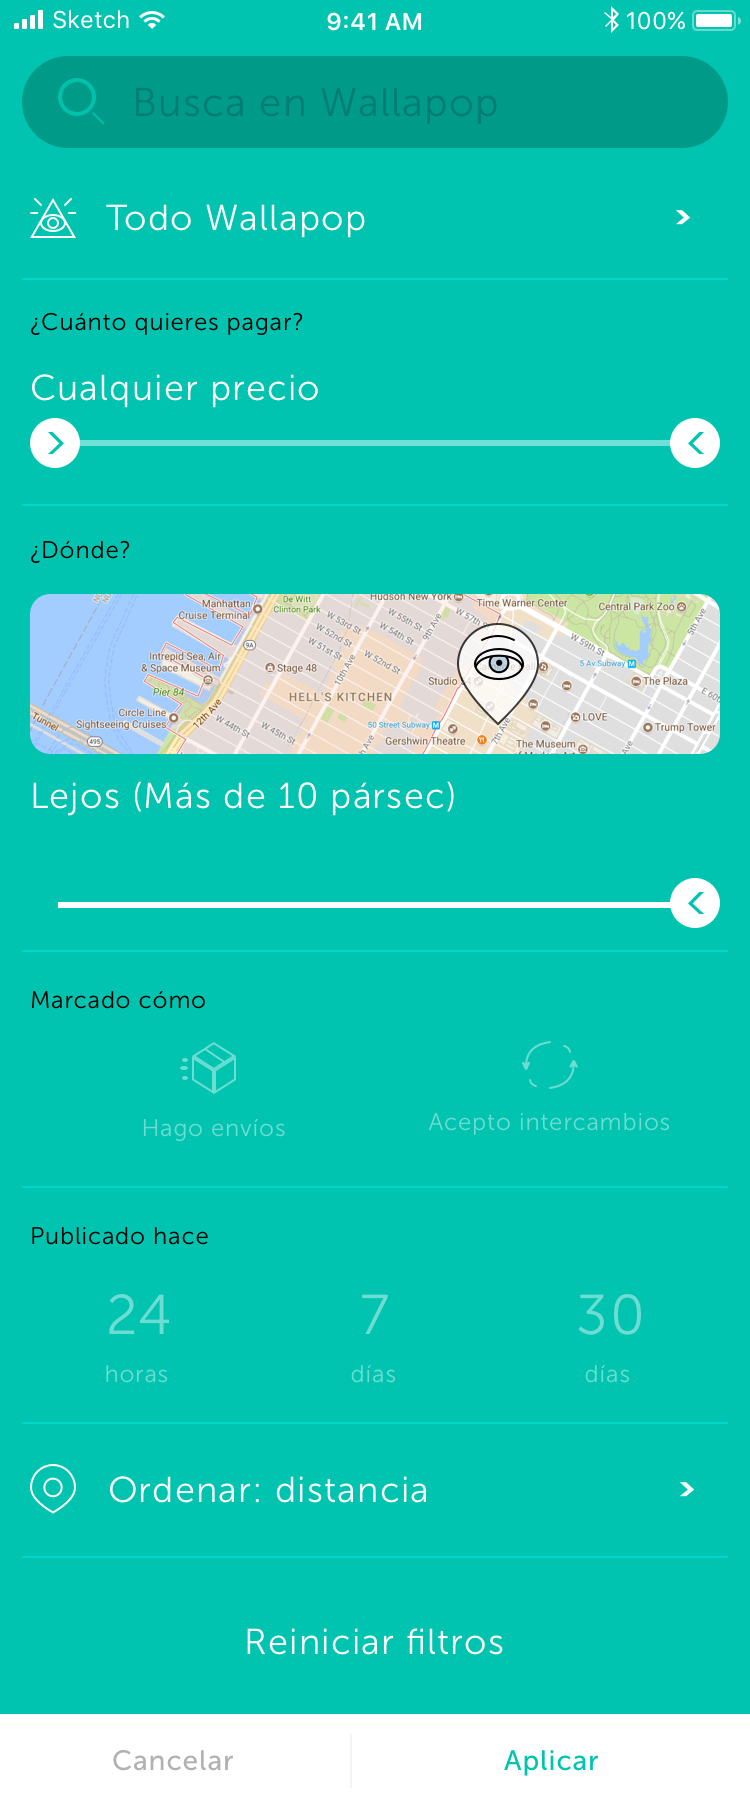 Sketch 9:41 AM 100%
Busca en Wallapop
Todo Wallapop
¿Cuánto quieres pagar?
Cualquier precio
¿Dónde?
Manhattan
Cruise Terminal
De Witt
Clinton Park
Hudson New York
Time Warner Center
Central Park Zoo
W 53rd St
W 52nd St
W 51st St
W 55th St
W 54th St
W 57th
9th Ave
5th Ave
9A
W 59th St
Intrepid Sea, Air
& Space Museum
Stage 48
10th Ave
W 52nd St
5 Av Subway M
Pier 84
HELL'S KITCHEN
Studio 54
The Plaza
E 60th
Circle Line
Sightseeing Cruises
12th Ave
Tunnel
495
W 44th St
W 45th St
50 Street Subway M
Gershwin Theatre
7th Ave
LOVE
Trump Tower
The Museum
Lejos (Más de 10 pársec)
Marcado cómo
Hago envíos Acepto intercambios
Publicado hace
24 7 30
horas días días
Ordenar: distancia
Reiniciar filtros
Cancelar Aplicar